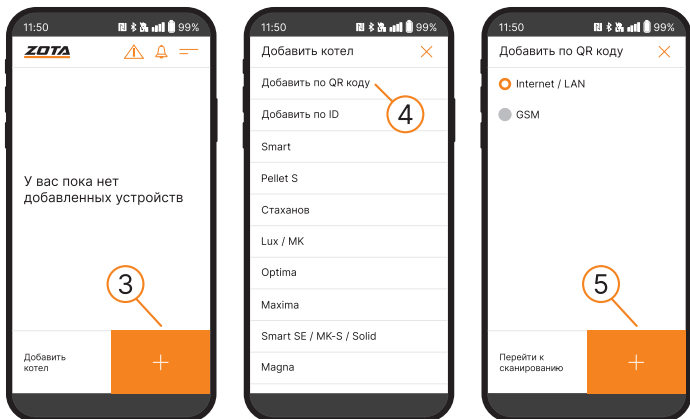 11:50 99%
ZOTA
У вас пока нет
добавленных устройств
3
Добавить
котел
+
11:50 99%
Добавить котел
Добавить по QR коду
4
Добавить по ID
Smart
Pellet S
Стаханов
Lux / MK
Optima
Maxima
Smart SE / MK-S / Solid
Magna
11:50 99%
Добавить по QR коду
Internet / LAN
GSM
5
Перейти к
сканированию
+